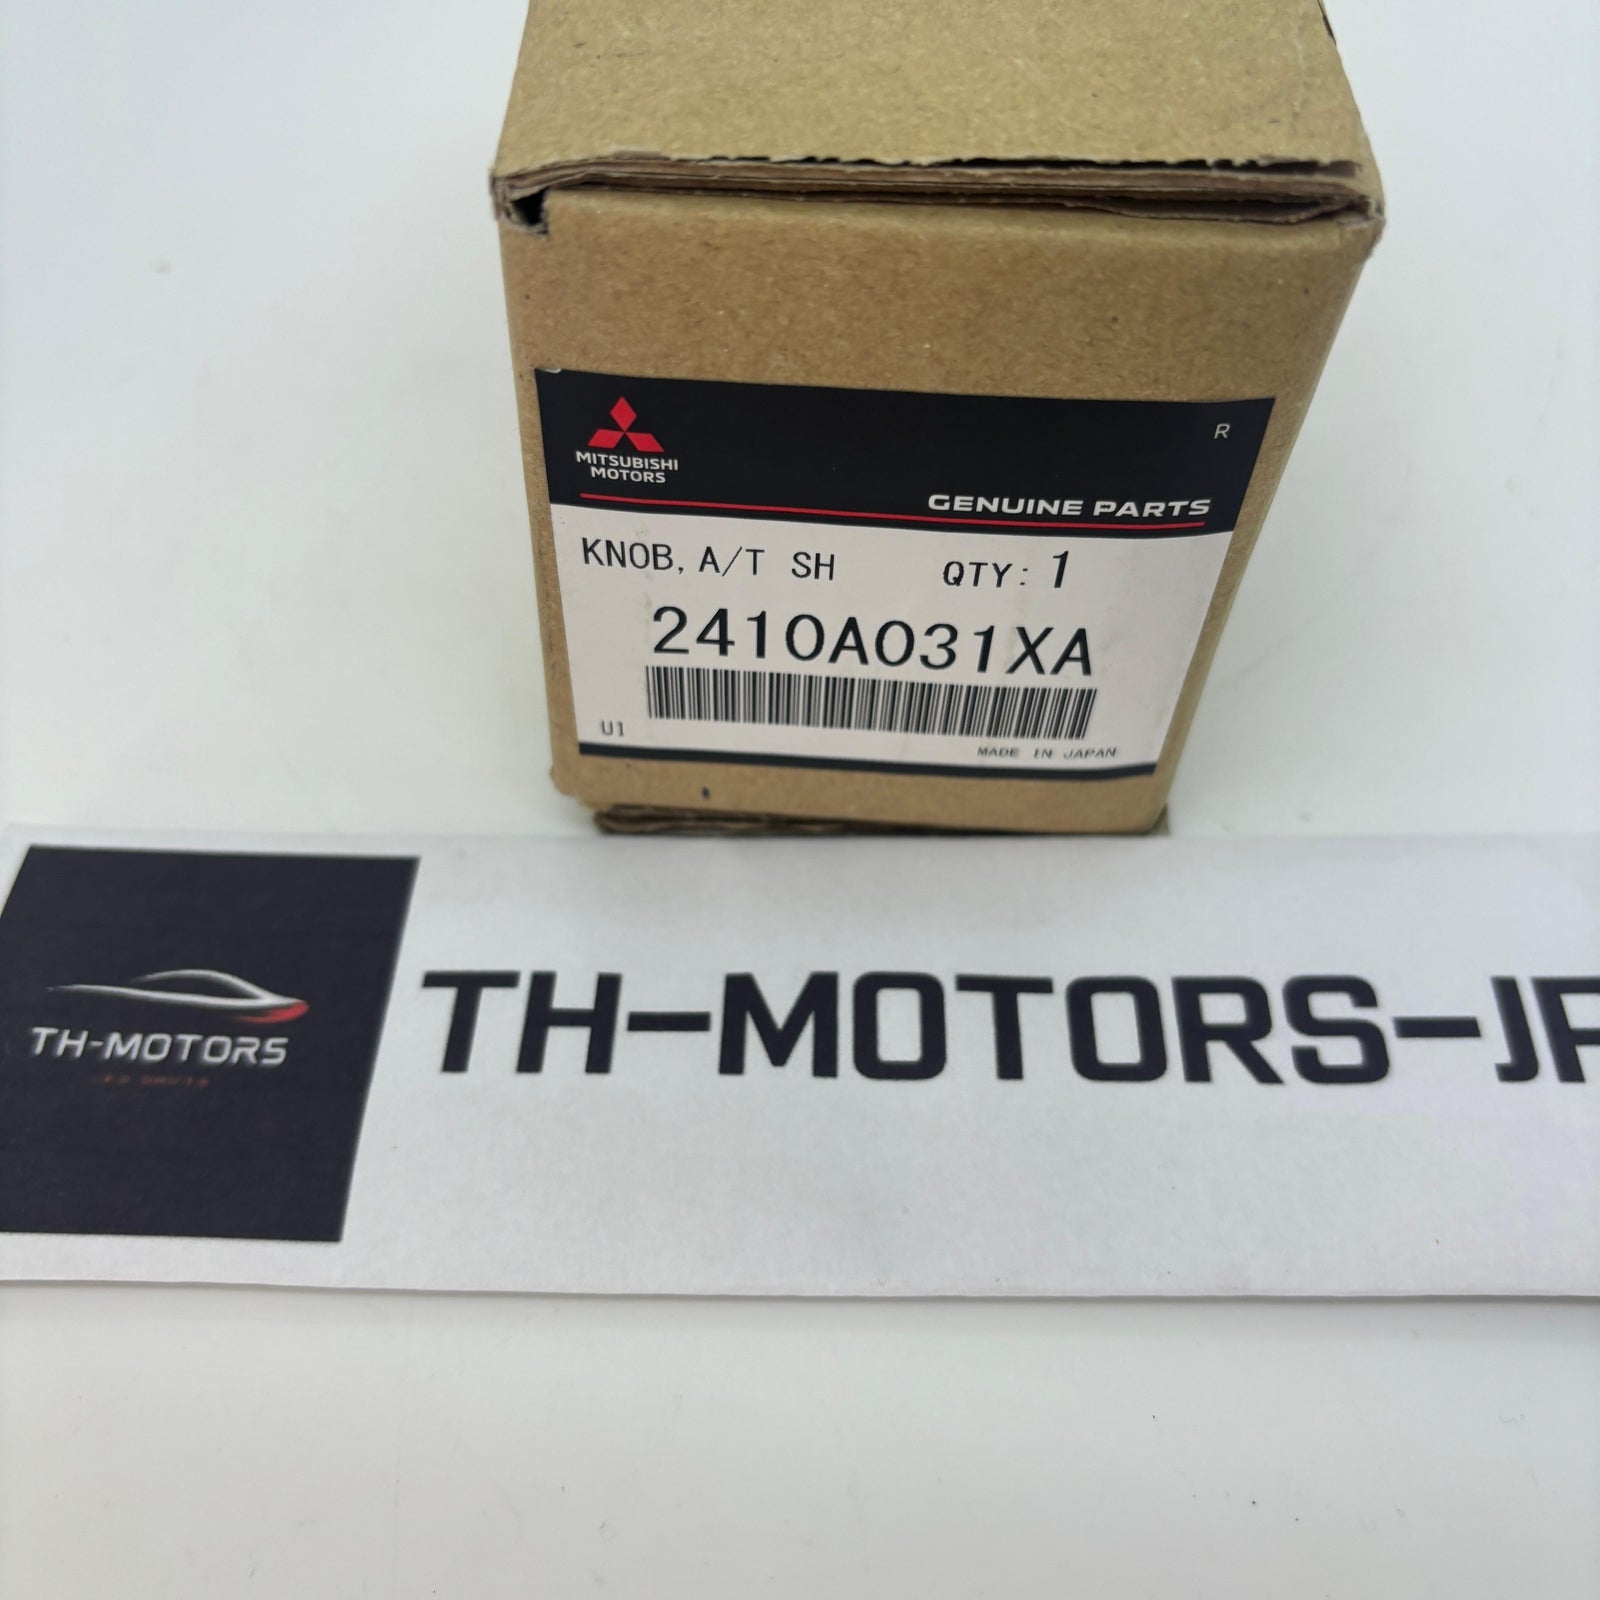 R
MITSUBISHI
MOTORS
GENUINE PARTS
KNOB, A/T SH QTY: 1
2410A031XA
U1
MADE IN JAPAN
TH-MOTORS
TH-MOTORS-JP